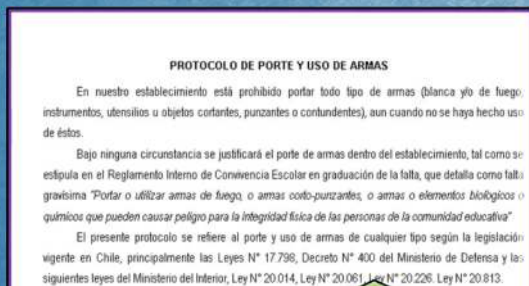 PROTOCOLO DE PORTE Y USO DE ARMAS
En nuestro establecimiento está prohibido portar todo tipo de armas (blanca y/o de fuego,
instrumentos, utensilios u objetos cortantes, punzantes o contundentes), aun cuando no se haya hecho uso
de éstos.
Bajo ninguna circunstancia se justificará el porte de armas dentro del establecimiento, tal como se
estipula en el Reglamento Interno de Convivencia Escolar en graduación de la falta, que detalla como falta
gravísima "Portar o utilizar armas de fuego, o armas corto-punzantes, o armas o elementos biológicos o
químicos que pueden causar peligro para la integridad física de las personas de la comunidad educativa"
El presente protocolo se refiere al porte y uso de armas de cualquier tipo según la legislación
vigente en Chile, principalmente las Leyes N° 17.798, Decreto N° 400 del Ministerio de Defensa y las
siguientes leyes del Ministerio del Interior, Ley N° 20.014, Ley N° 20.061, Ley N° 20.226. Ley N° 20.813.